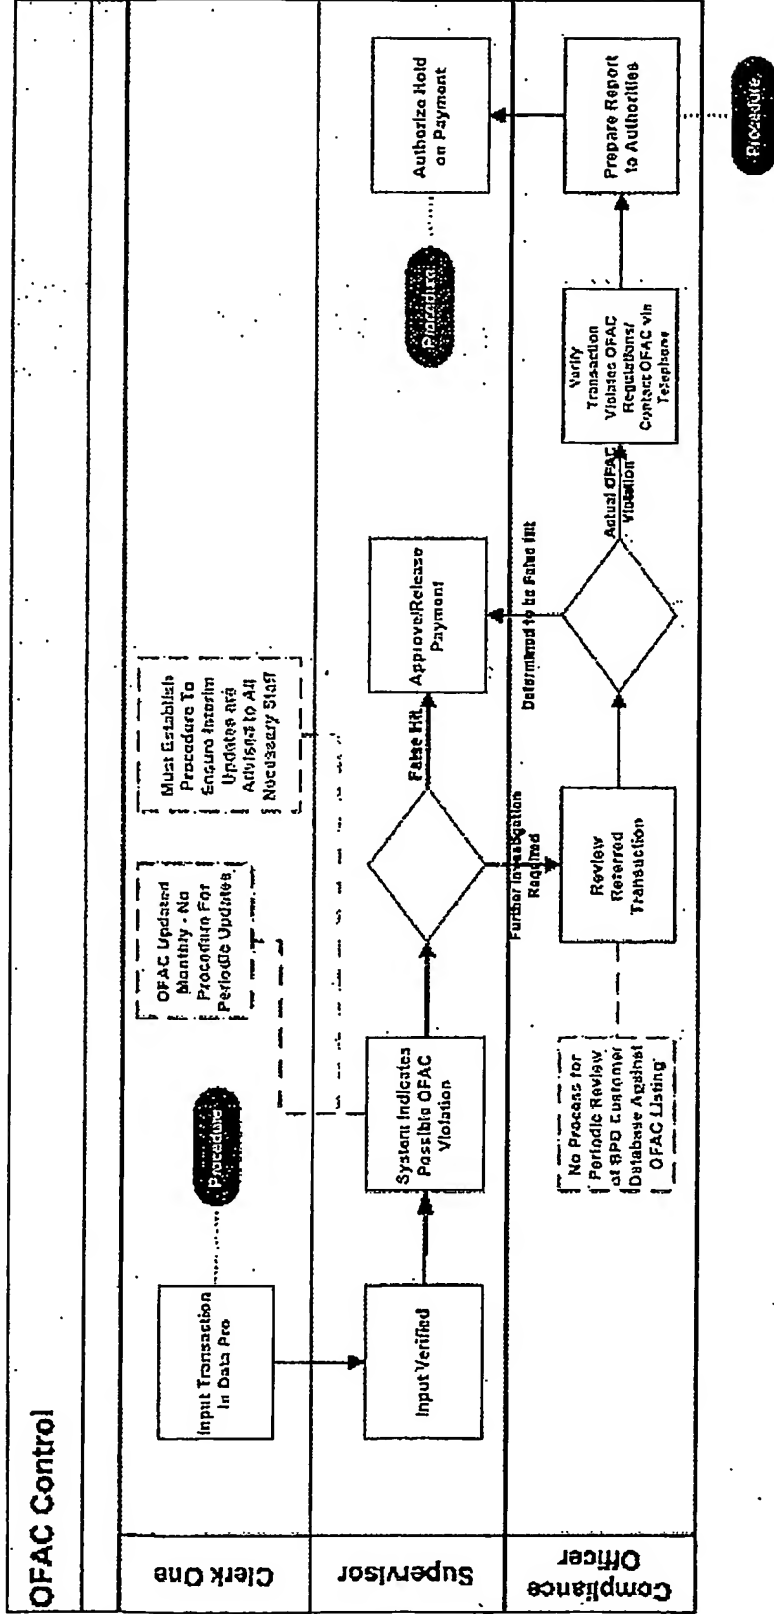 OFAC Control
Clerk One
Input Transaction
In Data Pro
Procedure
OFAC Updated
Monthly - No
Procedure For
Periodic Updates
Must Establish
Procedure To
Ensure Interim
Updates are
Advised to All
Necessary Staff
Supervisor
Input Verified
System Indicates
Possible OFAC
Violation
False Hit
Approve/Release
Payment
Procedure
Authorize Hold
on Payment
Further Investigation
Required
Determined to be False Hit
Compliance
Officer
No Process for
Periodic Review
of BPD Customer
Database Against
OFAC Listing
Review
Referred
Transaction
Actual OFAC
Violation
Verify
Transaction
Violates OFAC
Regulations/
Contact OFAC via
Telephone
Prepare Report
to Authorities
Procedure